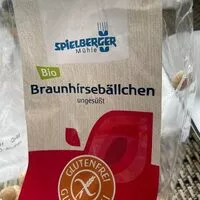 SPIELBERGER
Mühle
Bio
Braunhirsebällchen
ungesüßt
GLUTENFREI